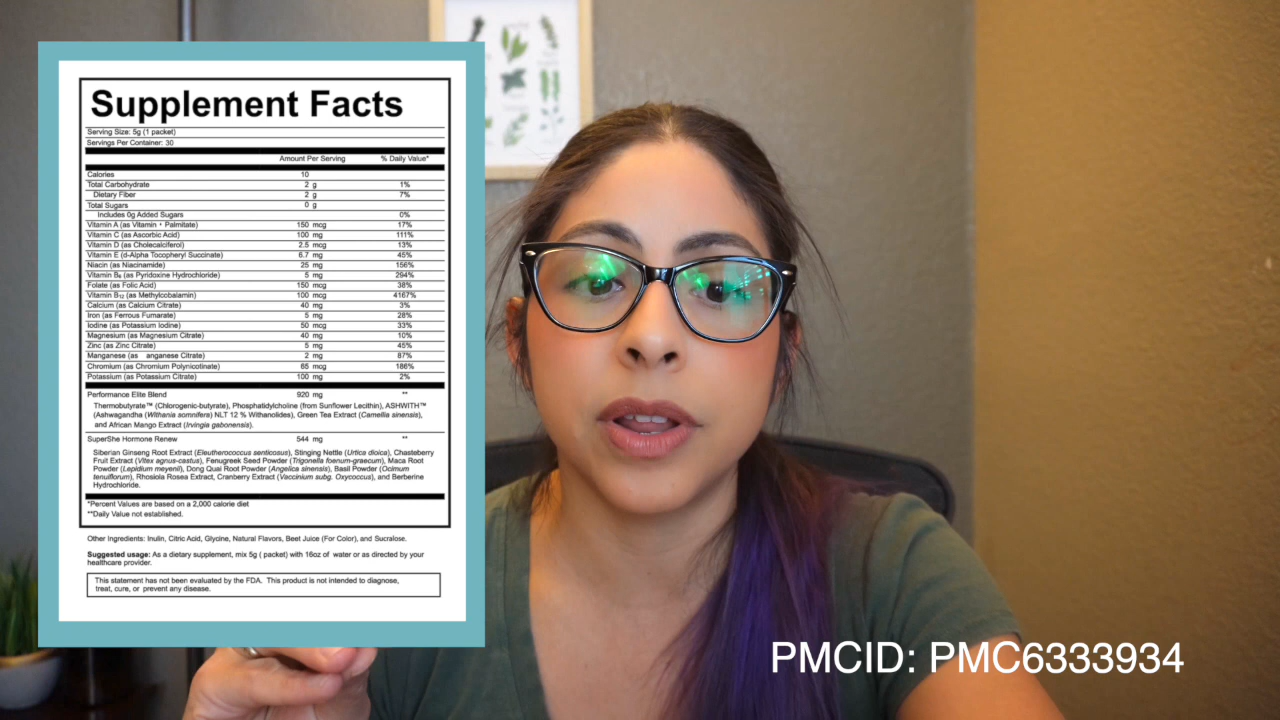 Supplement Facts
Serving Size: 5g (1 packet)
Servings Per Container: 30
Amount Per Serving % Daily Value*
Calories 10
Total Carbohydrate 2 g 1%
Dietary Fiber 2 g 7%
Total Sugars 0 g
Includes 0g Added Sugars 0%
Vitamin A (as Vitamin • Palmitate) 150 mcg 17%
Vitamin C (as Ascorbic Acid) 100 mg 111%
Vitamin D (as Cholecalciferol) 2.5 mcg 13%
Vitamin E (d-Alpha Tocopheryl Succinate) 6.7 mg 45%
Niacin (as Niacinamide) 25 mg 156%
Vitamin B₆ (as Pyridoxine Hydrochloride) 5 mg 294%
Folate (as Folic Acid) 150 mcg 38%
Vitamin B₁₂ (as Methylcobalamin) 100 mcg 4167%
Calcium (as Calcium Citrate) 40 mg 3%
Iron (as Ferrous Fumarate) 5 mg 28%
Iodine (as Potassium Iodine) 50 mcg 33%
Magnesium (as Magnesium Citrate) 40 mg 10%
Zinc (as Zinc Citrate) 5 mg 45%
Manganese (as anganese Citrate) 2 mg 87%
Chromium (as Chromium Polynicotinate) 65 mcg 186%
Potassium (as Potassium Citrate) 100 mg 2%
Performance Elite Blend 920 mg **
Thermobutyrate™ (Chlorogenic-butyrate), Phosphatidylcholine (from Sunflower Lecithin), ASHWITH™
(Ashwagandha (Withania somnifera) NLT 12 % Withanolides), Green Tea Extract (Camellia sinensis),
and African Mango Extract (Irvingia gabonensis).
SuperShe Hormone Renew 544 mg **
Siberian Ginseng Root Extract (Eleutherococcus senticosus), Stinging Nettle (Urtica dioica), Chasteberry
Fruit Extract (Vitex agnus-castus), Fenugreek Seed Powder (Trigonella foenum-graecum), Maca Root
Powder (Lepidium meyenii), Dong Quai Root Powder (Angelica sinensis), Basil Powder (Ocimum
tenuiflorum), Rhosiola Rosea Extract, Cranberry Extract (Vaccinium subg. Oxycoccus), and Berberine
Hydrochloride.
*Percent Values are based on a 2,000 calorie diet
**Daily Value not established.
Other Ingredients: Inulin, Citric Acid, Glycine, Natural Flavors, Beet Juice (For Color), and Sucralose.
Suggested usage: As a dietary supplement, mix 5g ( packet) with 16oz of water or as directed by your
healthcare provider.
This statement has not been evaluated by the FDA. This product is not intended to diagnose,
treat, cure, or prevent any disease.
PMCID: PMC6333934